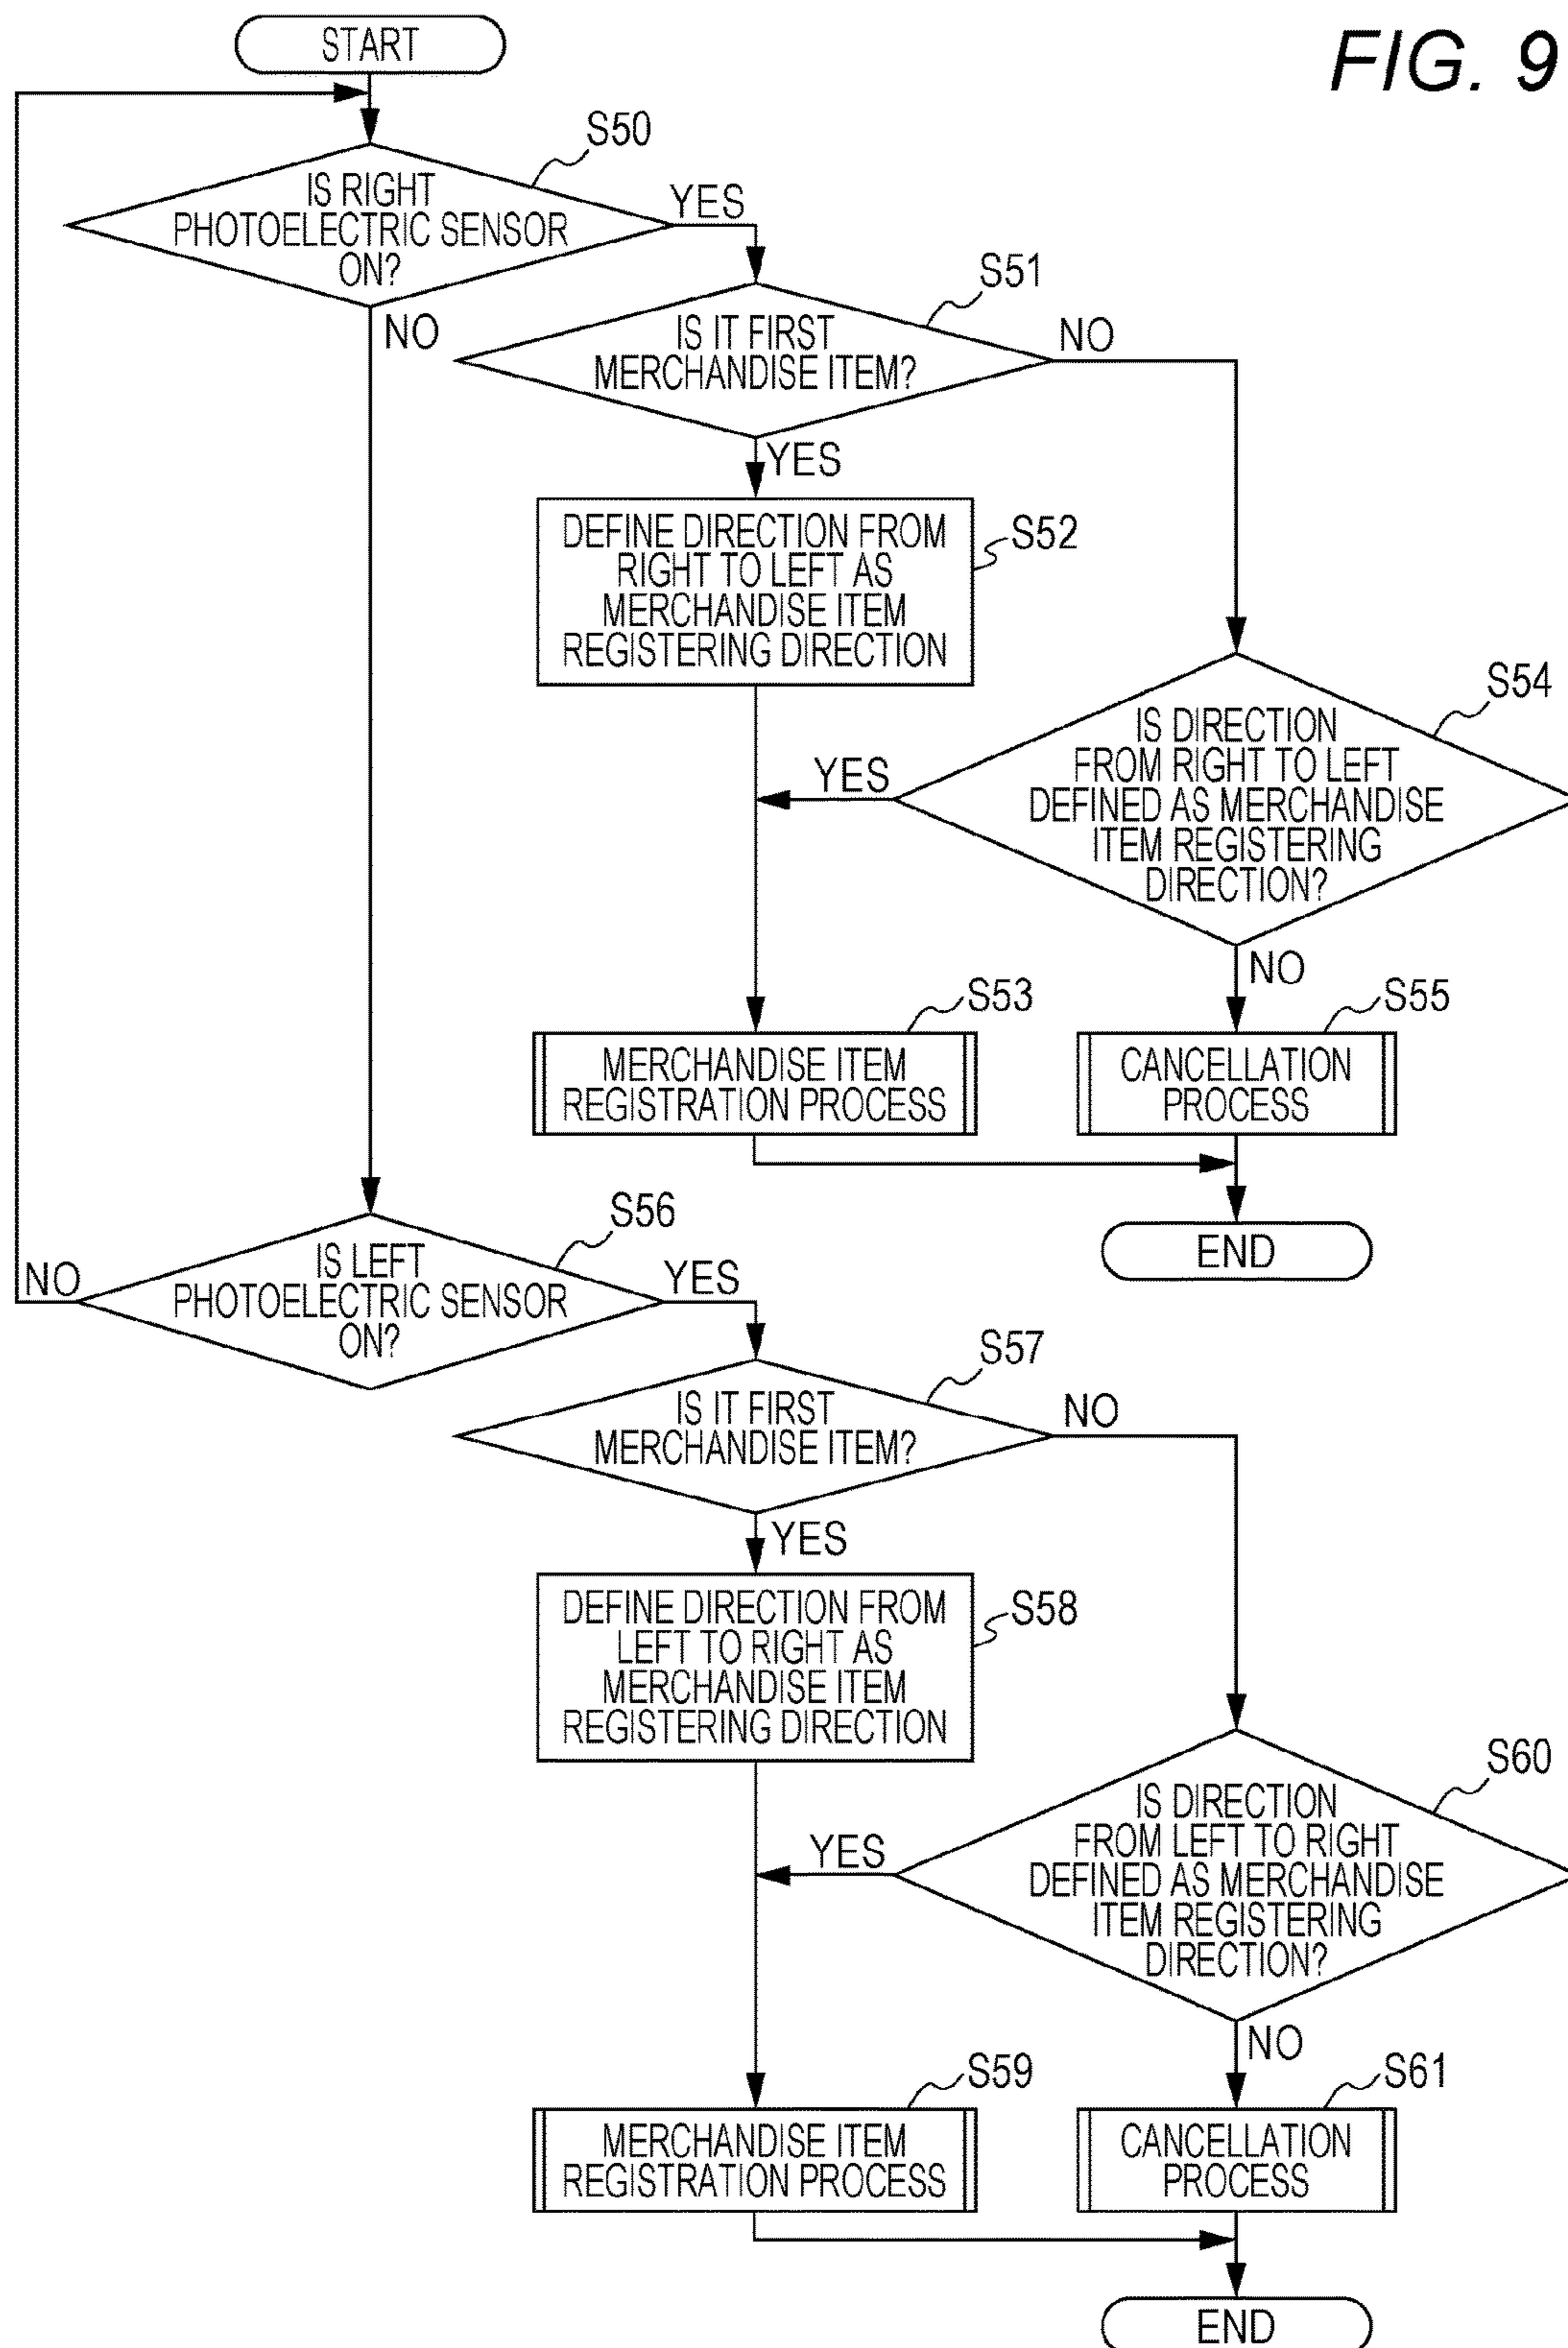 FIG. 9
START
S50
IS RIGHT
PHOTOELECTRIC SENSOR
ON?
YES
NO
S51
IS IT FIRST
MERCHANDISE ITEM?
NO
YES
S52
DEFINE DIRECTION FROM
RIGHT TO LEFT AS
MERCHANDISE ITEM
REGISTERING DIRECTION
S54
IS DIRECTION
FROM RIGHT TO LEFT
DEFINED AS MERCHANDISE
ITEM REGISTERING
DIRECTION?
YES
NO
S53
MERCHANDISE ITEM
REGISTRATION PROCESS
S55
CANCELLATION
PROCESS
END
S56
IS LEFT
PHOTOELECTRIC SENSOR
ON?
NO
YES
S57
IS IT FIRST
MERCHANDISE ITEM?
NO
YES
S58
DEFINE DIRECTION FROM
LEFT TO RIGHT AS
MERCHANDISE ITEM
REGISTERING DIRECTION
S60
IS DIRECTION
FROM LEFT TO RIGHT
DEFINED AS MERCHANDISE
ITEM REGISTERING
DIRECTION?
YES
NO
S59
MERCHANDISE ITEM
REGISTRATION PROCESS
S61
CANCELLATION
PROCESS
END